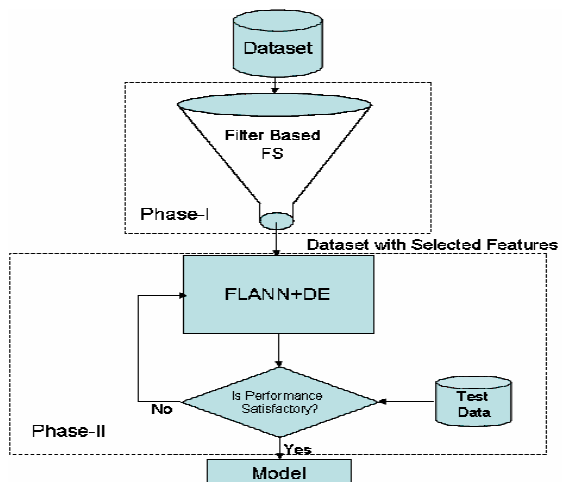 Dataset
Filter Based
FS
Phase-I
Dataset with Selected Features
FLANN+DE
Is Performance
Satisfactory?
No
Test
Data
Phase-II
Yes
Model